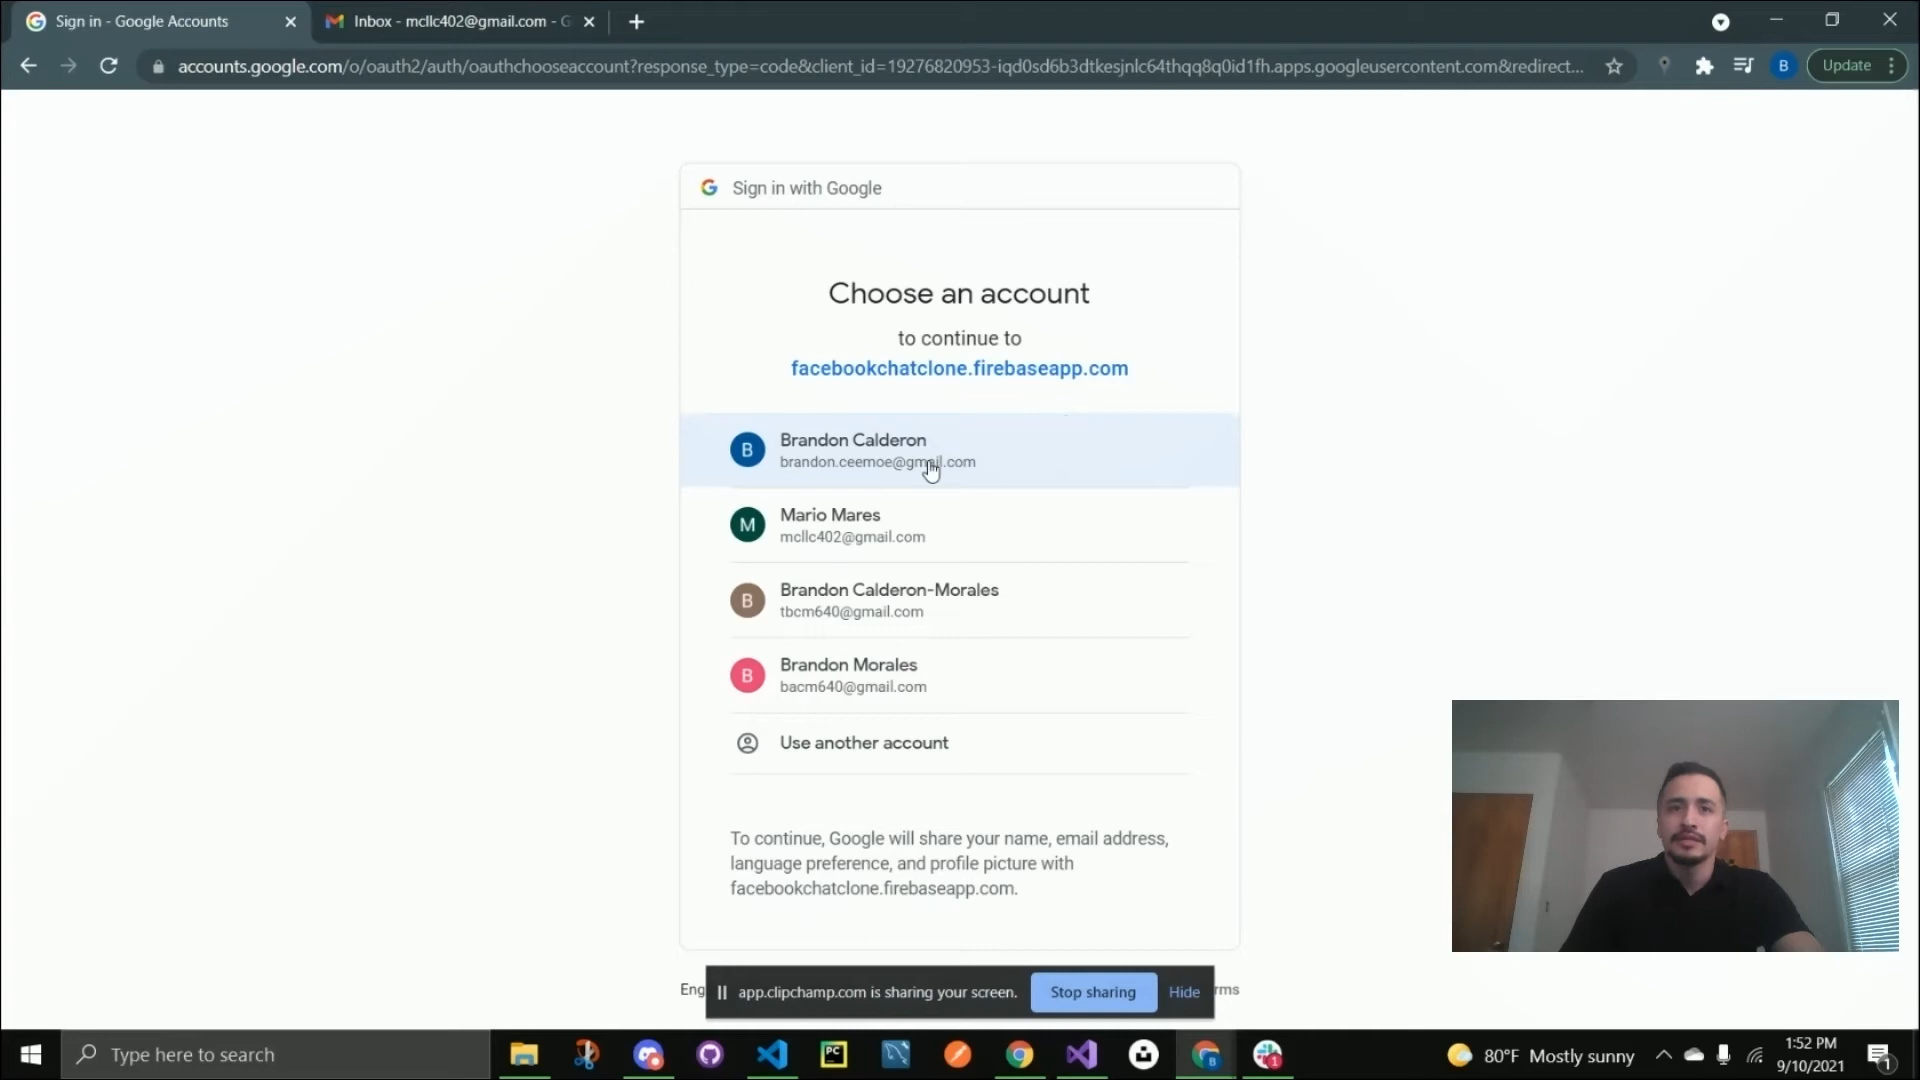 Sign in - Google Accounts
Inbox - mcllc402@gmail.com - G
accounts.google.com/o/oauth2/auth/oauthchooseaccount?response_type=code&client_id=19276820953-iqd0sd6b3dtkesjnlc64thqq8q0id1fh.apps.googleusercontent.com&redirect...
B
Update
Sign in with Google
Choose an account
to continue to
facebookchatclone.firebaseapp.com
B
Brandon Calderon
brandon.ceemoe@gmail.com
M
Mario Mares
mcllc402@gmail.com
B
Brandon Calderon-Morales
tbcm640@gmail.com
B
Brandon Morales
bacm640@gmail.com
Use another account
To continue, Google will share your name, email address,
language preference, and profile picture with
facebookchatclone.firebaseapp.com.
Eng
app.clipchamp.com is sharing your screen.
Stop sharing
Hide
rms
Type here to search
PC
B
1
80°F Mostly sunny
1:52 PM
9/10/2021
1